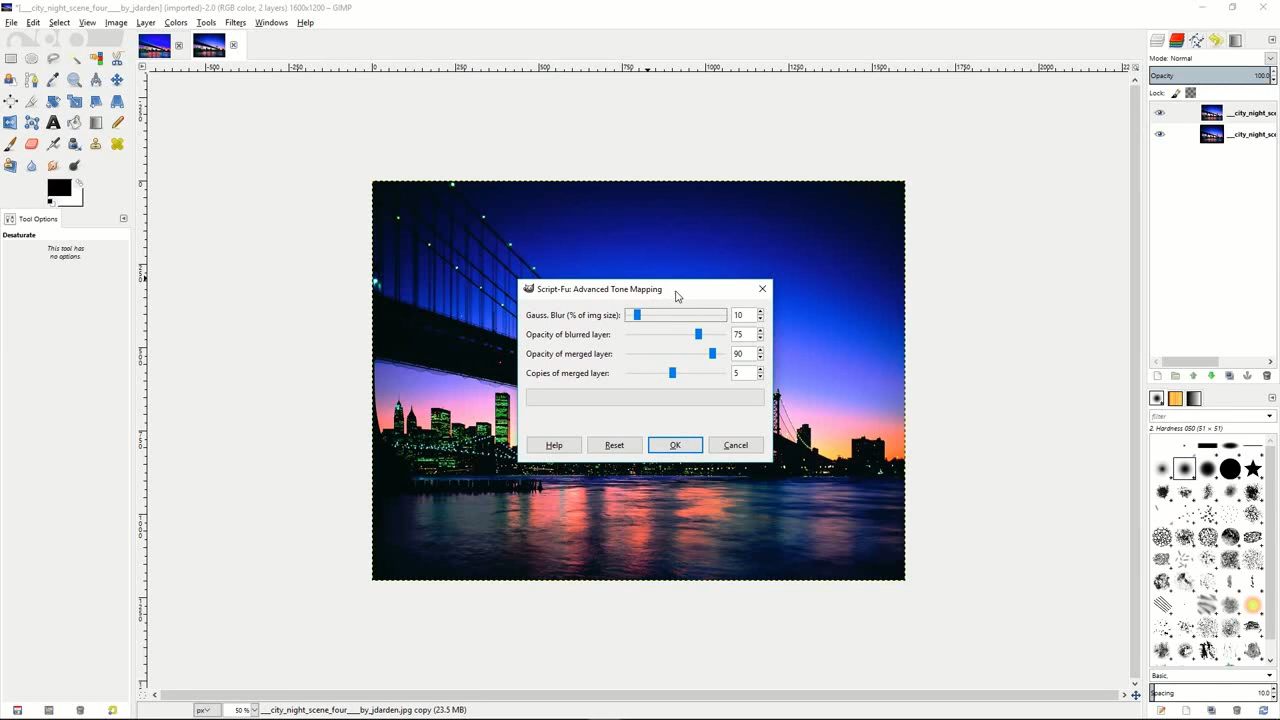 *[__city_night_scene_four___by_jdarden] (imported)-2.0 (RGB color, 2 layers) 1600x1200 – GIMP
File Edit Select View Image Layer Colors Tools Filters Windows Help
Mode: Normal
Opacity 100.0
Lock:
__city_night_sce
__city_night_sce
Tool Options
Desaturate
This tool has
no options.
Script-Fu: Advanced Tone Mapping
Gauss. Blur (% of img size): 10
Opacity of blurred layer: 75
Opacity of merged layer: 90
Copies of merged layer: 5
Help Reset OK Cancel
filter
2. Hardness 050 (51 × 51)
Basic,
Spacing 10.0
px 50 % __city_night_scene_four___by_jdarden.jpg copy (23.5 MB)